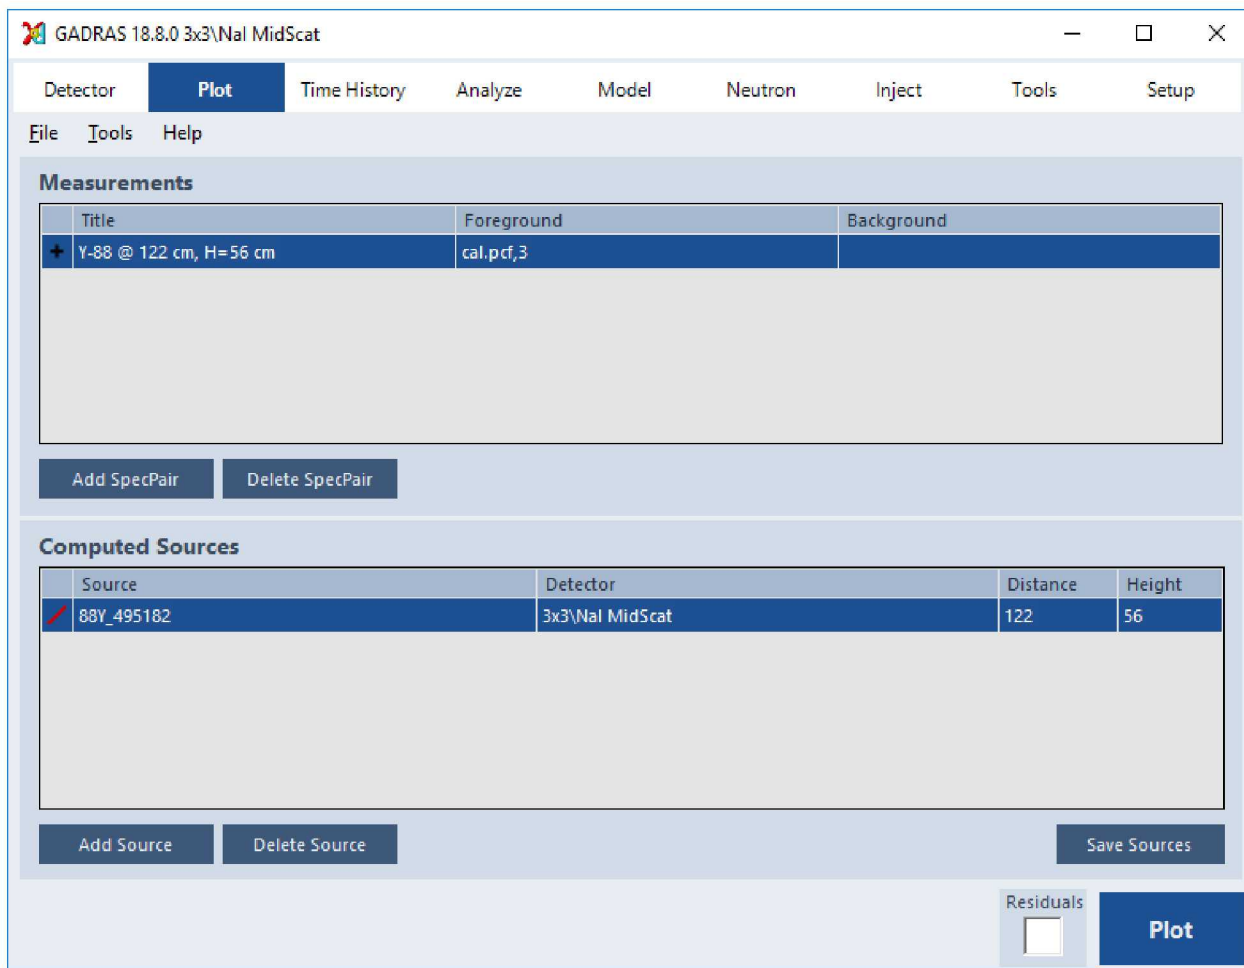 GADRAS 18.8.0 3x3\NaI MidScat
Detector Plot Time History Analyze Model Neutron Inject Tools Setup
File Tools Help
Measurements
Title Foreground Background
Y-88 @ 122 cm, H=56 cm cal.pcf,3
Add SpecPair Delete SpecPair
Computed Sources
Source Detector Distance Height
88Y_495182 3x3\NaI MidScat 122 56
Add Source Delete Source Save Sources
Residuals
Plot